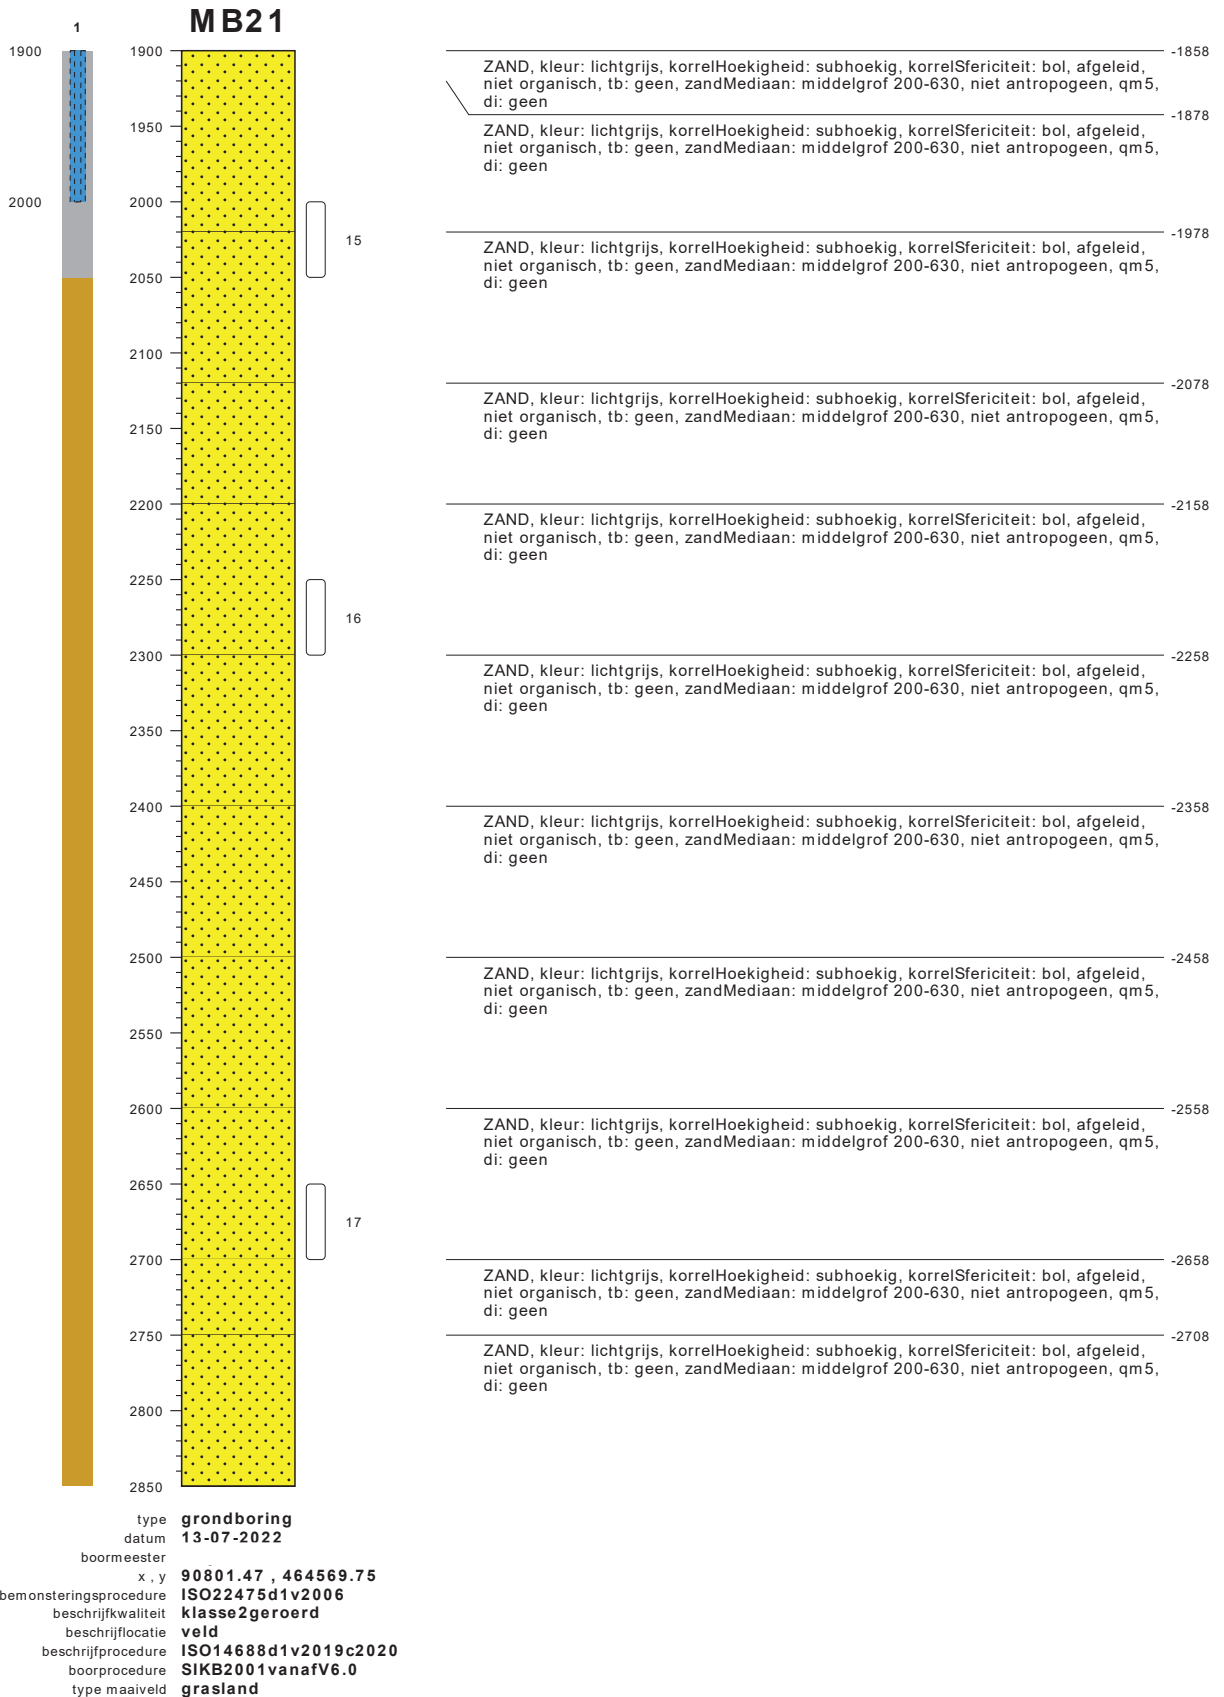 MB21
1
1900
2000
1900
1950
2000
2050
2100
2150
2200
2250
2300
2350
2400
2450
2500
2550
2600
2650
2700
2750
2800
2850
15
16
17
-1858
ZAND, kleur: lichtgrijs, korrelHoekigheid: subhoekig, korrelSfericiteit: bol, afgeleid,
niet organisch, tb: geen, zandMediaan: middelgrof 200-630, niet antropogeen, qm5,
di: geen
-1878
ZAND, kleur: lichtgrijs, korrelHoekigheid: subhoekig, korrelSfericiteit: bol, afgeleid,
niet organisch, tb: geen, zandMediaan: middelgrof 200-630, niet antropogeen, qm5,
di: geen
-1978
ZAND, kleur: lichtgrijs, korrelHoekigheid: subhoekig, korrelSfericiteit: bol, afgeleid,
niet organisch, tb: geen, zandMediaan: middelgrof 200-630, niet antropogeen, qm5,
di: geen
-2078
ZAND, kleur: lichtgrijs, korrelHoekigheid: subhoekig, korrelSfericiteit: bol, afgeleid,
niet organisch, tb: geen, zandMediaan: middelgrof 200-630, niet antropogeen, qm5,
di: geen
-2158
ZAND, kleur: lichtgrijs, korrelHoekigheid: subhoekig, korrelSfericiteit: bol, afgeleid,
niet organisch, tb: geen, zandMediaan: middelgrof 200-630, niet antropogeen, qm5,
di: geen
-2258
ZAND, kleur: lichtgrijs, korrelHoekigheid: subhoekig, korrelSfericiteit: bol, afgeleid,
niet organisch, tb: geen, zandMediaan: middelgrof 200-630, niet antropogeen, qm5,
di: geen
-2358
ZAND, kleur: lichtgrijs, korrelHoekigheid: subhoekig, korrelSfericiteit: bol, afgeleid,
niet organisch, tb: geen, zandMediaan: middelgrof 200-630, niet antropogeen, qm5,
di: geen
-2458
ZAND, kleur: lichtgrijs, korrelHoekigheid: subhoekig, korrelSfericiteit: bol, afgeleid,
niet organisch, tb: geen, zandMediaan: middelgrof 200-630, niet antropogeen, qm5,
di: geen
-2558
ZAND, kleur: lichtgrijs, korrelHoekigheid: subhoekig, korrelSfericiteit: bol, afgeleid,
niet organisch, tb: geen, zandMediaan: middelgrof 200-630, niet antropogeen, qm5,
di: geen
-2658
ZAND, kleur: lichtgrijs, korrelHoekigheid: subhoekig, korrelSfericiteit: bol, afgeleid,
niet organisch, tb: geen, zandMediaan: middelgrof 200-630, niet antropogeen, qm5,
di: geen
-2708
ZAND, kleur: lichtgrijs, korrelHoekigheid: subhoekig, korrelSfericiteit: bol, afgeleid,
niet organisch, tb: geen, zandMediaan: middelgrof 200-630, niet antropogeen, qm5,
di: geen
type grondboring
datum 13-07-2022
boormeester
x , y 90801.47 , 464569.75
bemonsteringsprocedure ISO22475d1v2006
beschrijfkwaliteit klasse2geroerd
beschrijflocatie veld
beschrijfprocedure ISO14688d1v2019c2020
boorprocedure SIKB2001vanafV6.0
type maaiveld grasland